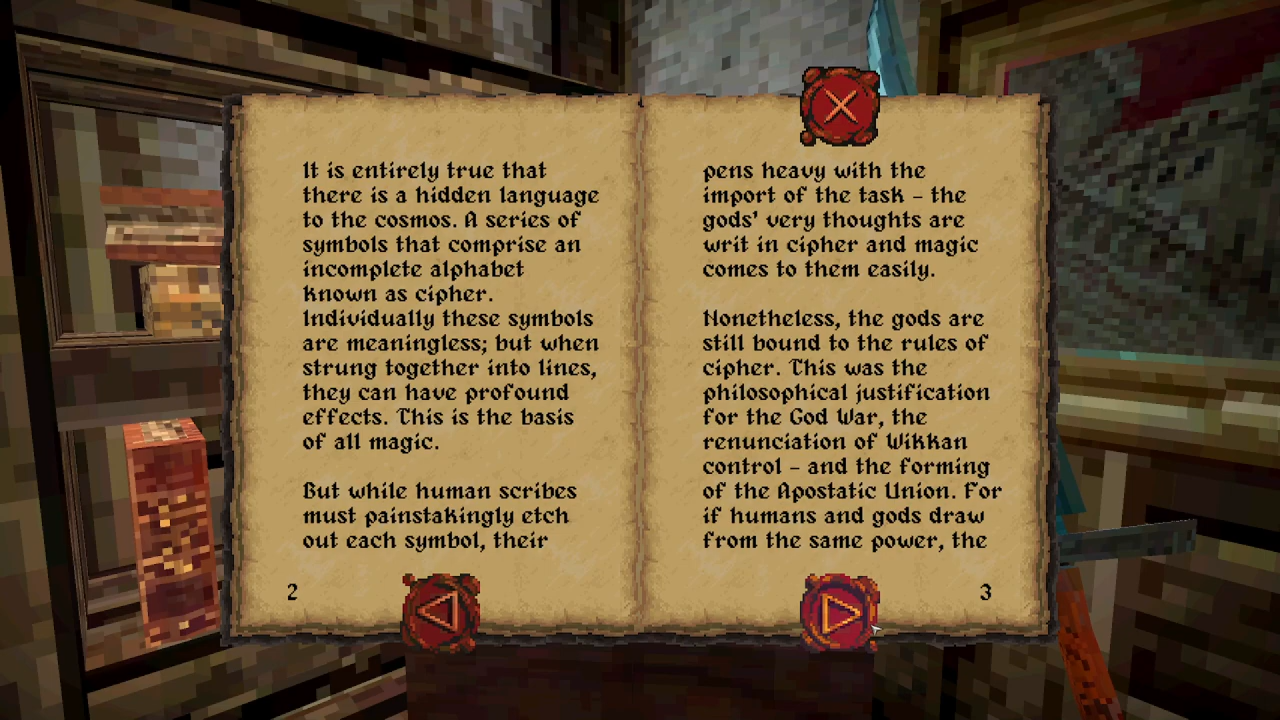 It is entirely true that
there is a hidden language
to the cosmos. A series of
symbols that comprise an
incomplete alphabet
known as cipher.
Individually these symbols
are meaningless; but when
strung together into lines,
they can have profound
effects. This is the basis
of all magic.
But while human scribes
must painstakingly etch
out each symbol, their
2
pens heavy with the
import of the task - the
gods' very thoughts are
writ in cipher and magic
comes to them easily.
Nonetheless, the gods are
still bound to the rules of
cipher. This was the
philosophical justification
for the God War, the
renunciation of Wikkan
control - and the forming
of the Apostatic Union. For
if humans and gods draw
from the same power, the
3